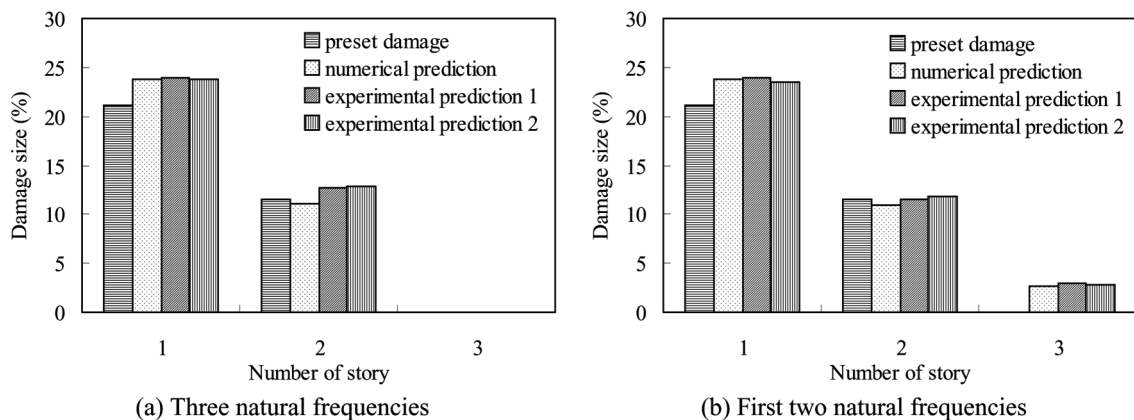 30
25
20
15
10
5
0
Damage size (%)
preset damage
numerical prediction
experimental prediction 1
experimental prediction 2
1 2 3
Number of story
(a) Three natural frequencies
30
25
20
15
10
5
0
Damage size (%)
preset damage
numerical prediction
experimental prediction 1
experimental prediction 2
1 2 3
Number of story
(b) First two natural frequencies